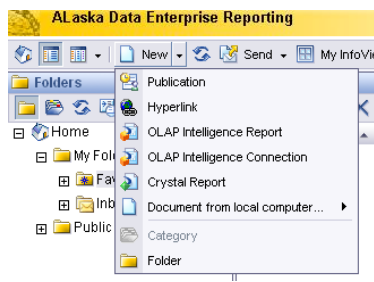 ALaska Data Enterprise Reporting
New Send My InfoVie
Folders
Home
My Fol
Fav
Inb
Public
Publication
Hyperlink
OLAP Intelligence Report
OLAP Intelligence Connection
Crystal Report
Document from local computer...
Category
Folder